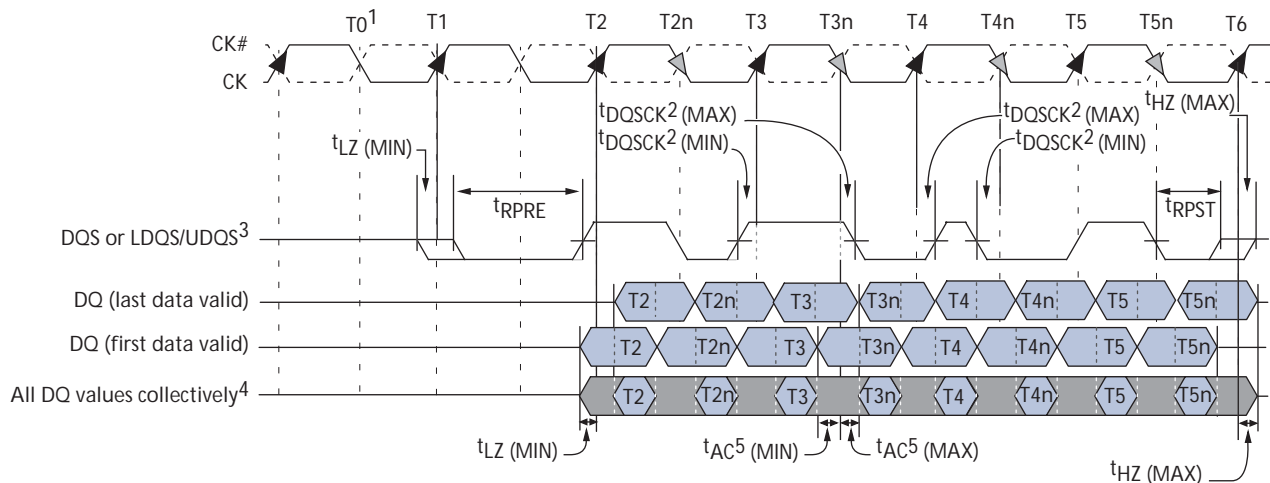 T0¹ T1 T2 T2n T3 T3n T4 T4n T5 T5n T6
CK#
CK
tHZ (MAX)
tDQSCK² (MAX) tDQSCK² (MAX)
tDQSCK² (MIN) tDQSCK² (MIN)
tLZ (MIN)
tRPRE tRPST
DQS or LDQS/UDQS³
DQ (last data valid) T2 T2n T3 T3n T4 T4n T5 T5n
DQ (first data valid) T2 T2n T3 T3n T4 T4n T5 T5n
All DQ values collectively⁴ T2 T2n T3 T3n T4 T4n T5 T5n
tLZ (MIN) tAC⁵ (MIN) tAC⁵ (MAX)
tHZ (MAX)